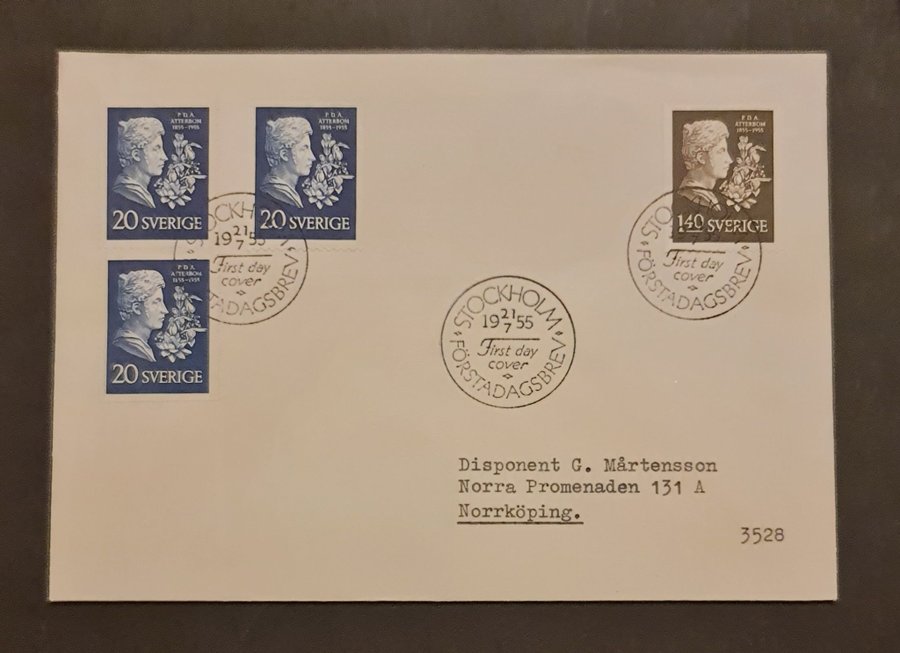 P.D.A.
ATTERBOM
1855-1955
20 SVERIGE
P.D.A.
ATTERBOM
1855-1955
20 SVERIGE
P.D.A.
ATTERBOM
1855-1955
1.40 SVERIGE
STOCKHOLM
19 21/7 55
First day
cover
FÖRSTADAGSBREV
STOCKHOLM
19 21/7 55
First day
cover
FÖRSTADAGSBREV
P.D.A.
ATTERBOM
1855-1955
20 SVERIGE
STOCKHOLM
19 21/7 55
First day
cover
FÖRSTADAGSBREV
Disponent G. Mårtensson
Norra Promenaden 131 A
Norrköping.
3528